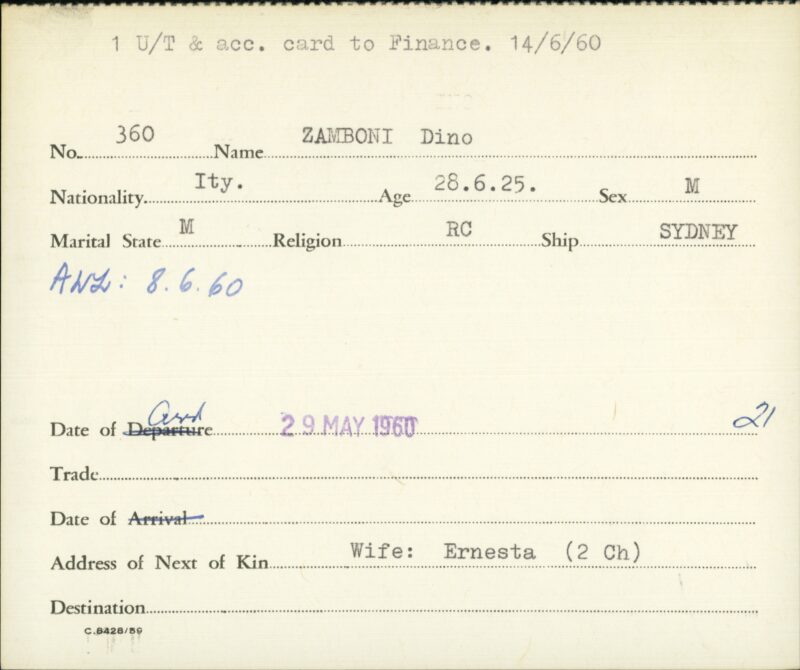 1 U/T & acc. card to Finance. 14/6/60
No. 360 Name ZAMBONI Dino
Nationality. Ity. Age 28.6.25. Sex M
Marital State M Religion RC Ship SYDNEY
AWL: 8.6.60
Card
Date of Departure 29 MAY 1960 21
Trade
Date of Arrival
Address of Next of Kin Wife: Ernesta (2 Ch)
Destination
C.8428/59